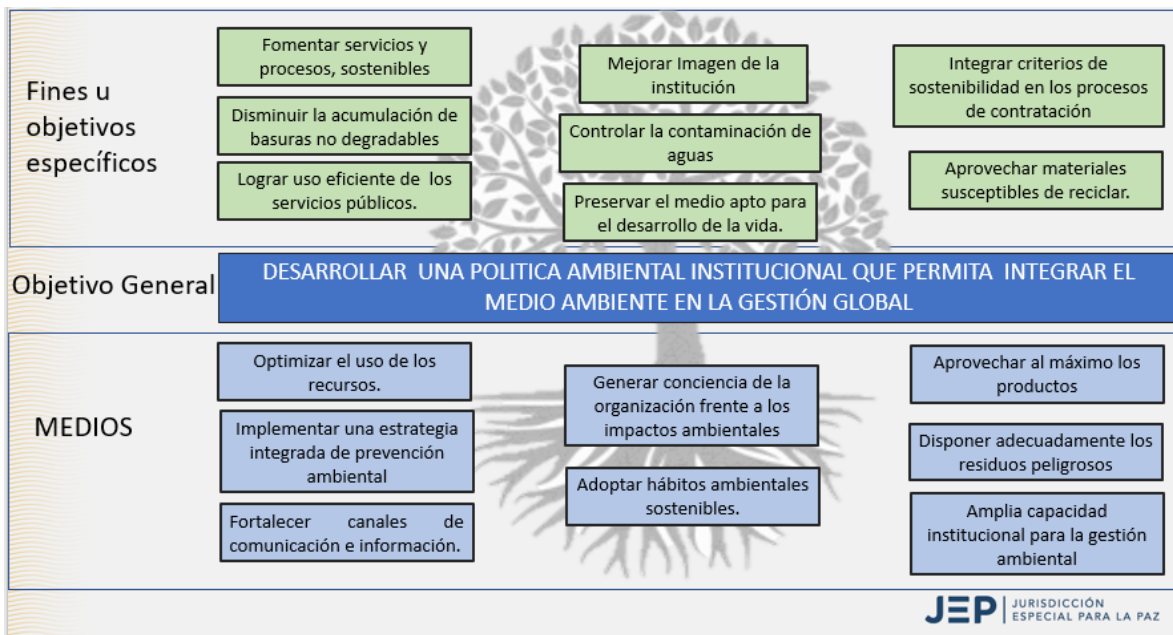 Fines u
objetivos
específicos
Fomentar servicios y
procesos, sostenibles
Disminuir la acumulación de
basuras no degradables
Lograr uso eficiente de los
servicios públicos.
Mejorar Imagen de la
institución
Controlar la contaminación de
aguas
Preservar el medio apto para
el desarrollo de la vida.
Integrar criterios de
sostenibilidad en los procesos
de contratación
Aprovechar materiales
susceptibles de reciclar.
Objetivo General
DESARROLLAR UNA POLITICA AMBIENTAL INSTITUCIONAL QUE PERMITA INTEGRAR EL
MEDIO AMBIENTE EN LA GESTIÓN GLOBAL
MEDIOS
Optimizar el uso de los
recursos.
Implementar una estrategia
integrada de prevención
ambiental
Fortalecer canales de
comunicación e información.
Generar conciencia de la
organización frente a los
impactos ambientales
Adoptar hábitos ambientales
sostenibles.
Aprovechar al máximo los
productos
Disponer adecuadamente los
residuos peligrosos
Amplia capacidad
institucional para la gestión
ambiental
JEP
JURISDICCIÓN
ESPECIAL PARA LA PAZ